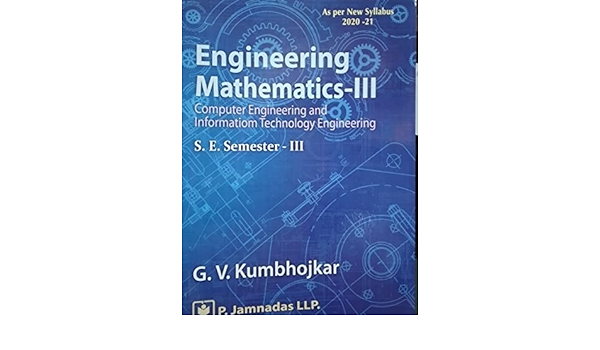 As per New Syllabus
2020 -21
Engineering
Mathematics-III
Computer Engineering and
Informatiom Technology Engineering
S. E. Semester - III
G. V. Kumbhojkar
P. Jamnadas LLP.